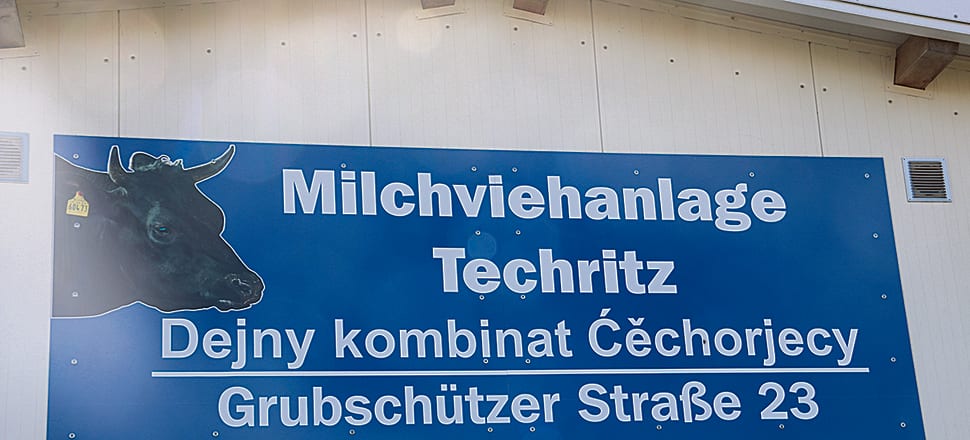 Milchviehanlage
Techritz
Dejny kombinat Ćěchorjecy
Grubschützer Straße 23